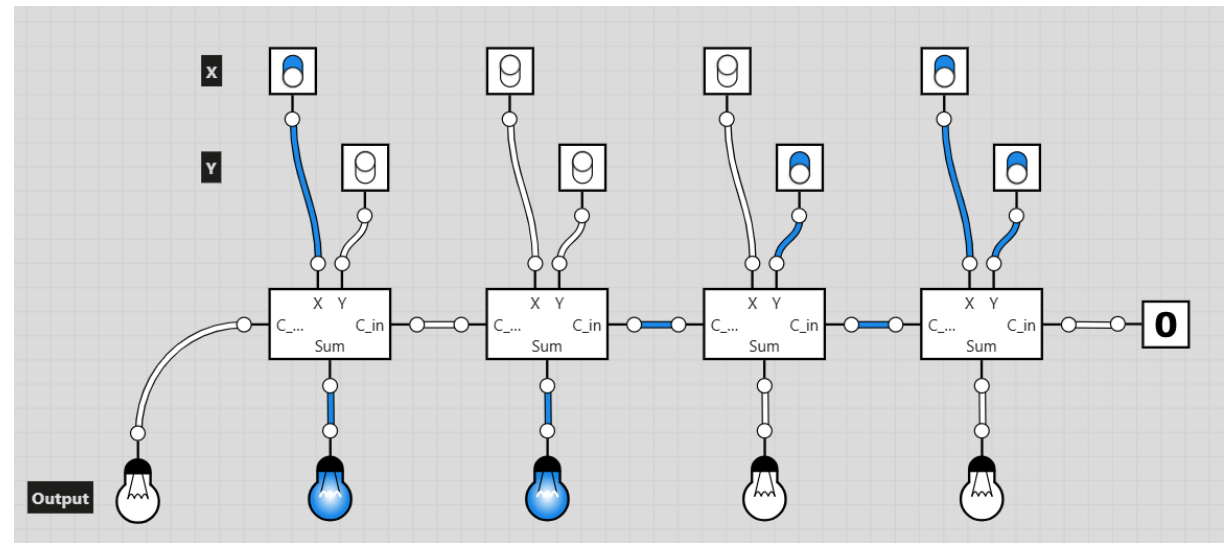 X
Y
X Y X Y X Y X Y
C_... C_in C_... C_in C_... C_in C_... C_in 0
Sum Sum Sum Sum
Output